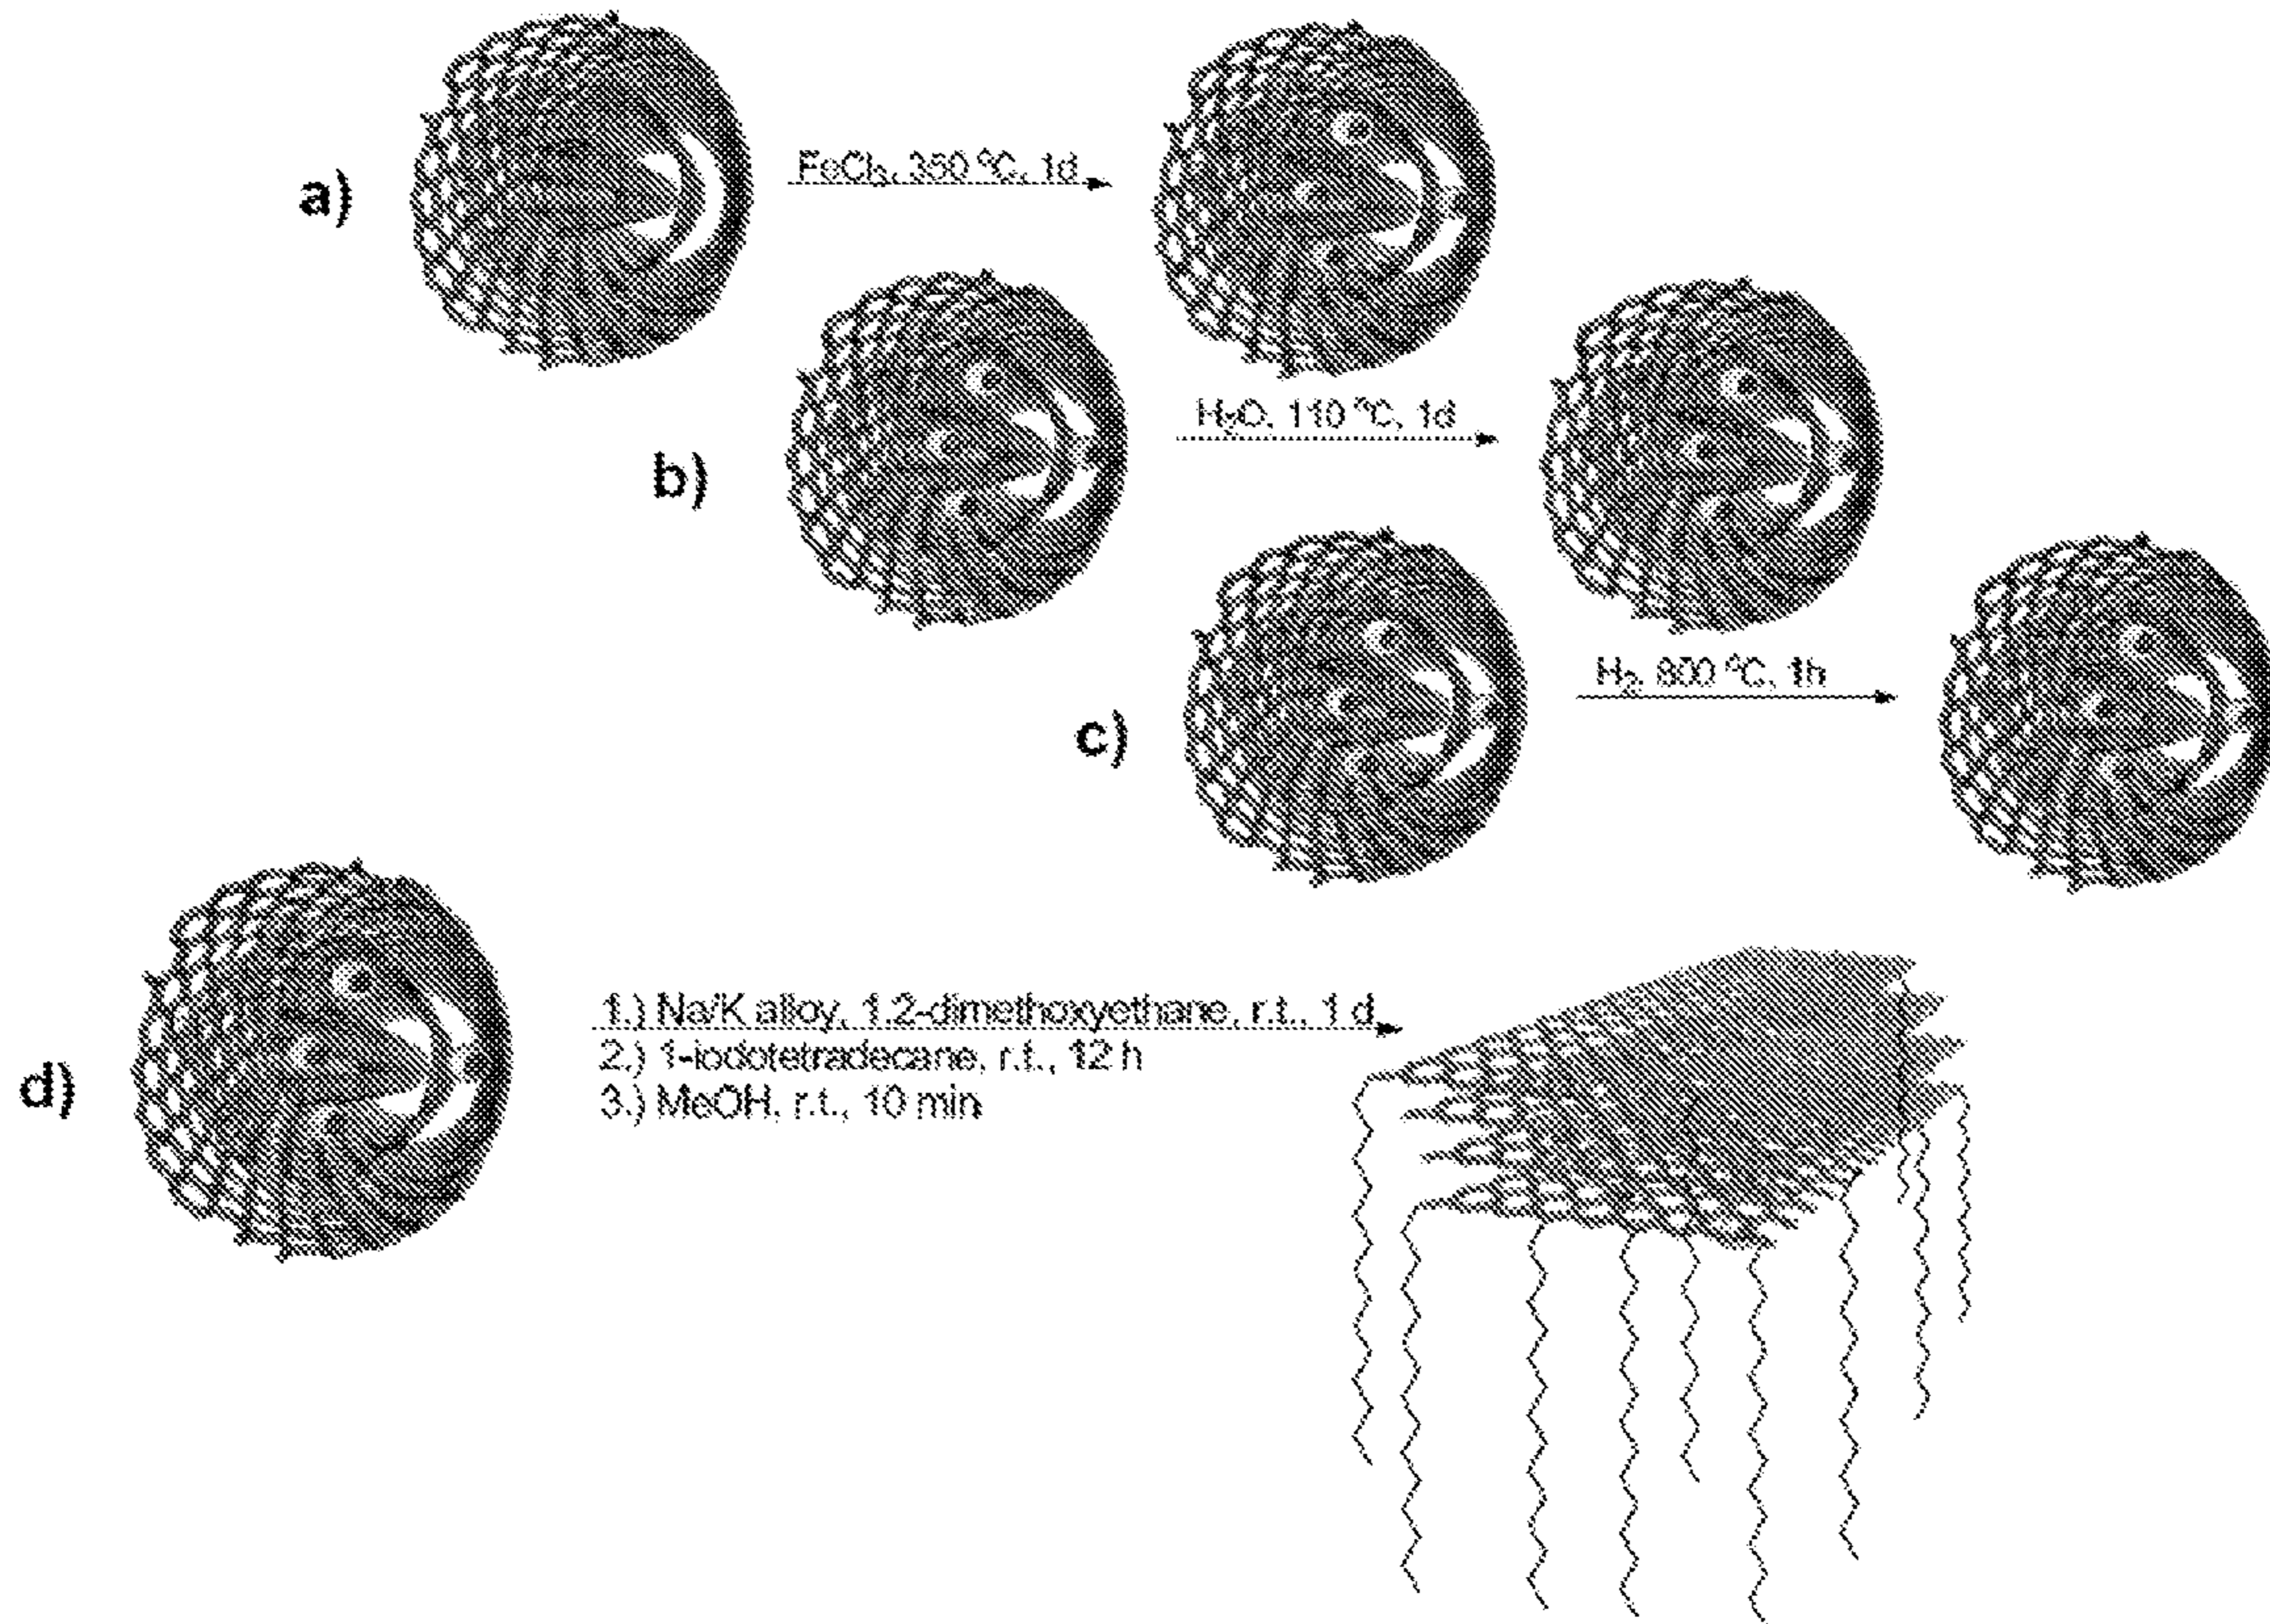 a)
FeCl₃, 350 °C, 1d
b)
H₂O, 110 °C, 1d
c)
H₂, 800 °C, 1h
d)
1.) Na/K alloy, 1.2-dimethoxyethane, r.t., 1 d
2.) 1-iodotetradecane, r.t., 12 h
3.) MeOH, r.t., 10 min